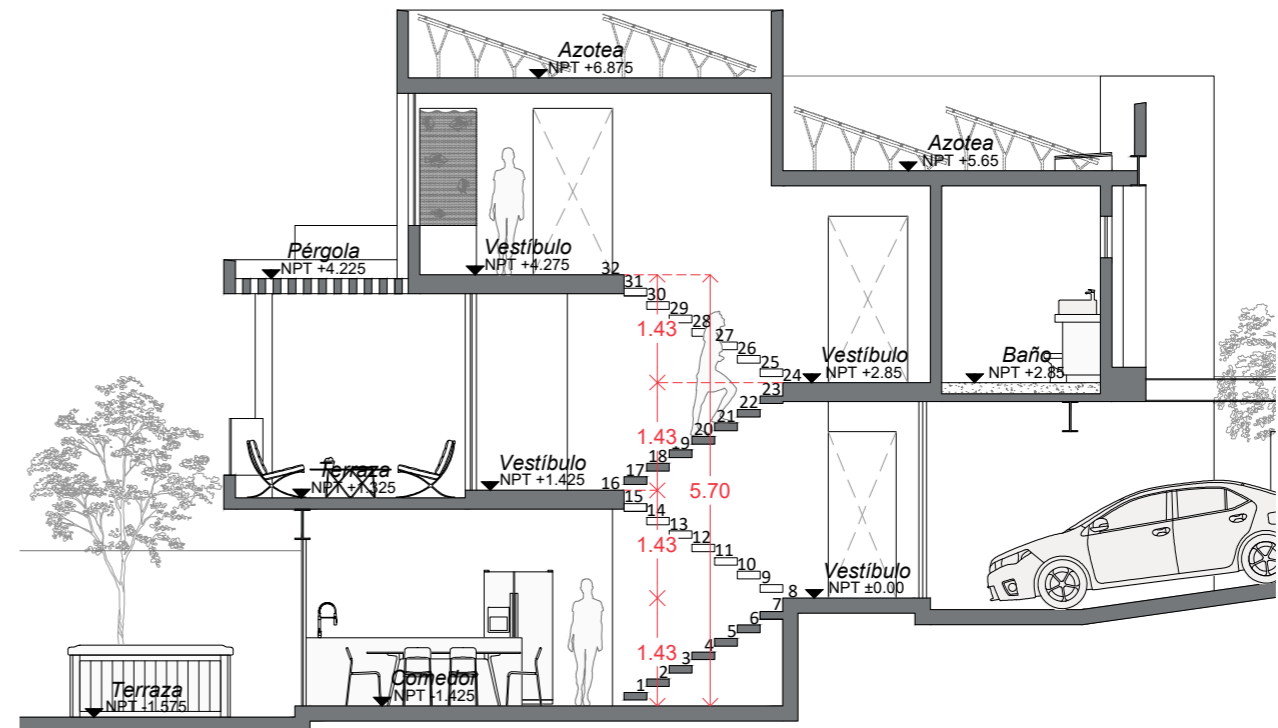 Azotea
NPT +6.875
Azotea
NPT +5.65
Pérgola
NPT +4.225
Vestíbulo
NPT +4.275
32
31
30
29
28
27
26
25
24
1.43
Vestíbulo
NPT +2.85
Baño
NPT +2.85
23
22
21
20
19
18
17
16
1.43
5.70
Terraza
NPT +1.325
Vestíbulo
NPT +1.425
15
14
13
12
11
10
9
8
1.43
Vestíbulo
NPT ±0.00
7
6
5
4
3
2
1
1.43
Comedor
NPT -1.425
Terraza
NPT -1.575